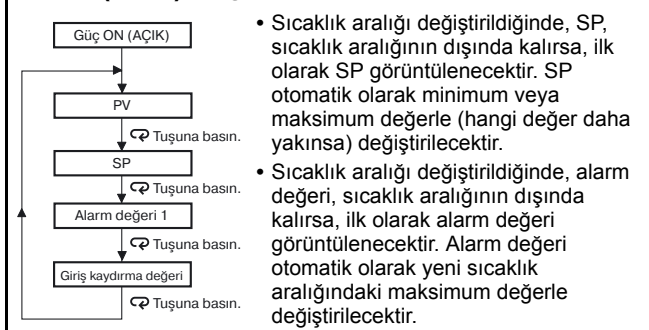 Güç ON (AÇIK)
PV
Tuşuna basın.
SP
Tuşuna basın.
Alarm değeri 1
Tuşuna basın.
Giriş kaydırma değeri
Tuşuna basın.
• Sıcaklık aralığı değiştirildiğinde, SP,
sıcaklık aralığının dışında kalırsa, ilk
olarak SP görüntülenecektir. SP
otomatik olarak minimum veya
maksimum değerle (hangi değer daha
yakınsa) değiştirilecektir.
• Sıcaklık aralığı değiştirildiğinde, alarm
değeri, sıcaklık aralığının dışında
kalırsa, ilk olarak alarm değeri
görüntülenecektir. Alarm değeri
otomatik olarak yeni sıcaklık
aralığındaki maksimum değerle
değiştirilecektir.